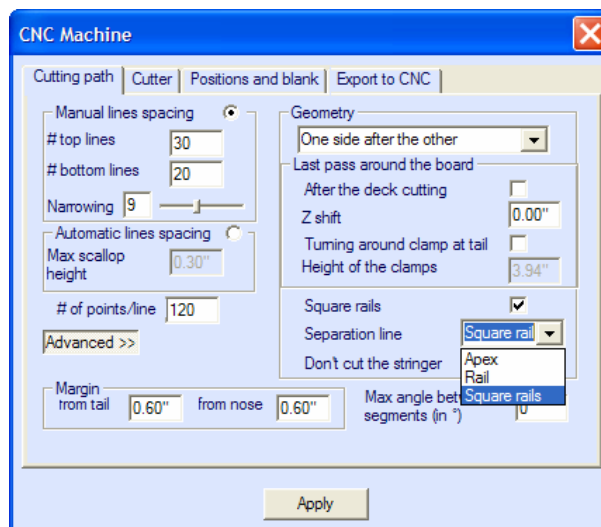 CNC Machine
Cutting path
Cutter
Positions and blank
Export to CNC
Manual lines spacing
# top lines
30
# bottom lines
20
Narrowing
9
Automatic lines spacing
Max scallop
height
0.30"
# of points/line
120
Advanced >>
Geometry
One side after the other
Last pass around the board
After the deck cutting
Z shift
0.00"
Turning around clamp at tail
Height of the clamps
3.94"
Square rails
Separation line
Square rail
Apex
Rail
Square rails
Don't cut the stringer
Margin
from tail
0.60"
from nose
0.60"
Max angle bet
segments (in °)
0
Apply